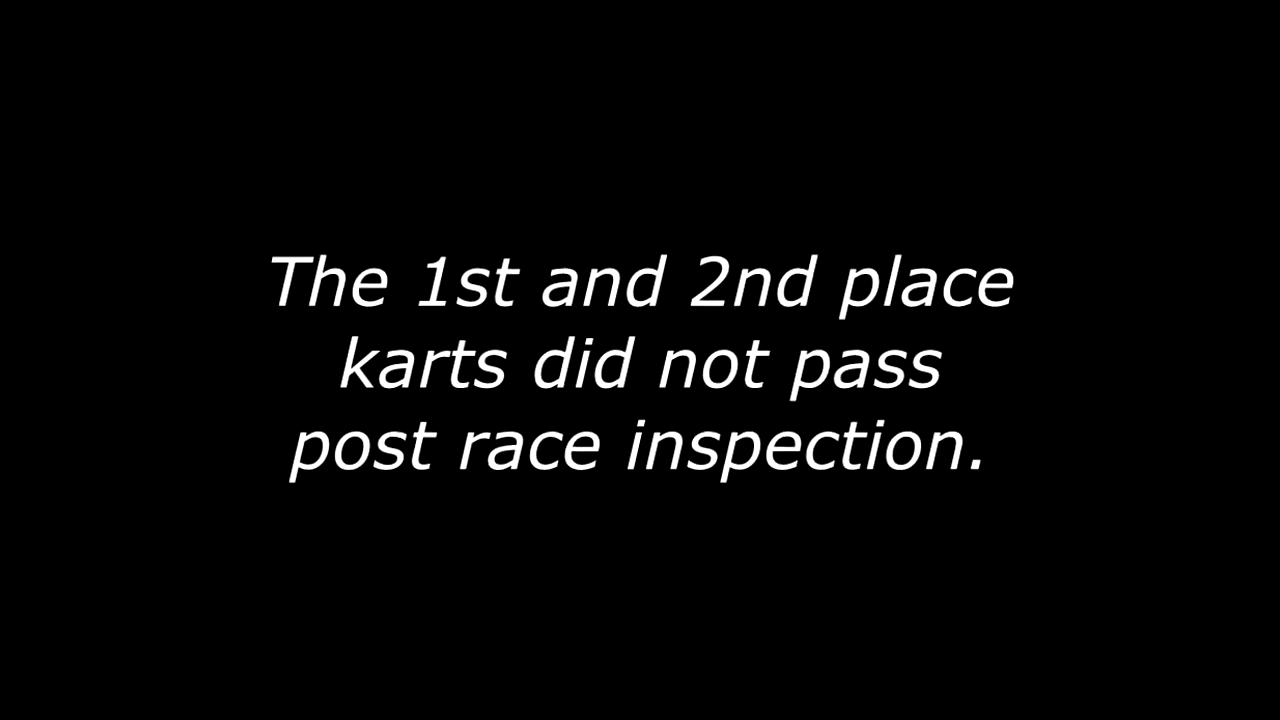 The 1st and 2nd place
karts did not pass
post race inspection.